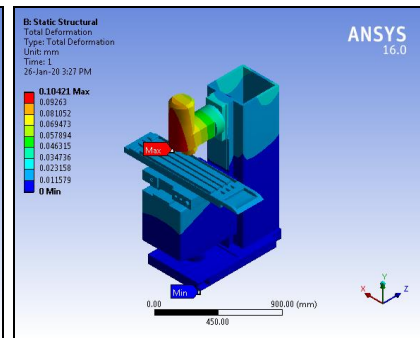 B: Static Structural
Total Deformation
Type: Total Deformation
Unit: mm
Time: 1
26-Jan-20 3:27 PM
ANSYS
16.0
0.10421 Max
0.09263
0.081052
0.069473
0.057894
0.046315
0.034736
0.023158
0.011579
0 Min
Max
Min
0.00
900.00 (mm)
450.00
Y
X
Z